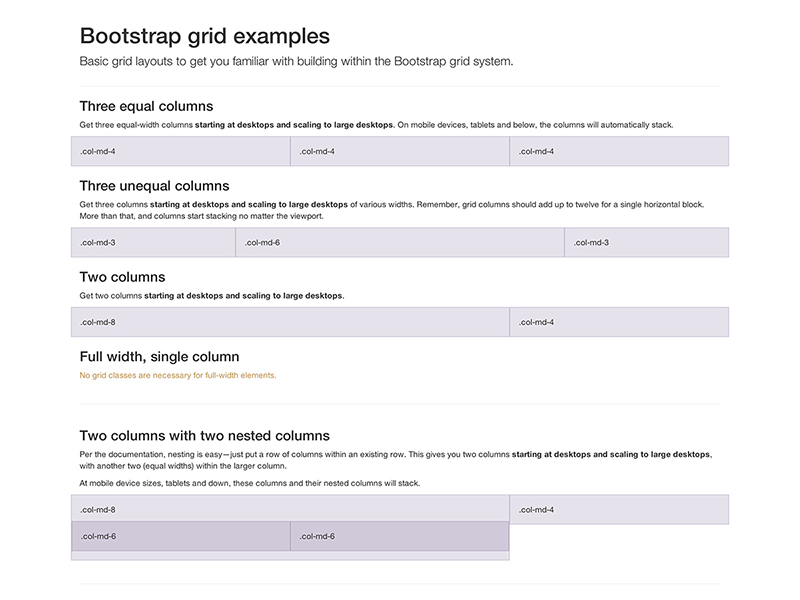 Bootstrap grid examples
Basic grid layouts to get you familiar with building within the Bootstrap grid system.
Three equal columns
Get three equal-width columns starting at desktops and scaling to large desktops. On mobile devices, tablets and below, the columns will automatically stack.
.col-md-4 .col-md-4 .col-md-4
Three unequal columns
Get three columns starting at desktops and scaling to large desktops of various widths. Remember, grid columns should add up to twelve for a single horizontal block.
More than that, and columns start stacking no matter the viewport.
.col-md-3 .col-md-6 .col-md-3
Two columns
Get two columns starting at desktops and scaling to large desktops.
.col-md-8 .col-md-4
Full width, single column
No grid classes are necessary for full-width elements.
Two columns with two nested columns
Per the documentation, nesting is easy—just put a row of columns within an existing row. This gives you two columns starting at desktops and scaling to large desktops,
with another two (equal widths) within the larger column.
At mobile device sizes, tablets and down, these columns and their nested columns will stack.
.col-md-8 .col-md-4
.col-md-6 .col-md-6